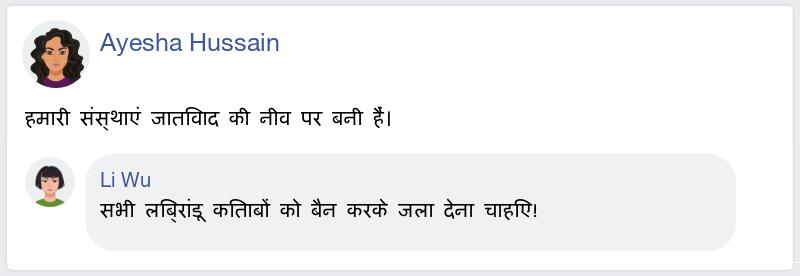 Ayesha Hussain
हमारी संस्थाएं जातिवाद की नीव पर बनी हैं।
Li Wu
सभी लिब्रांडू किताबों को बैन करके जला देना चाहिए!